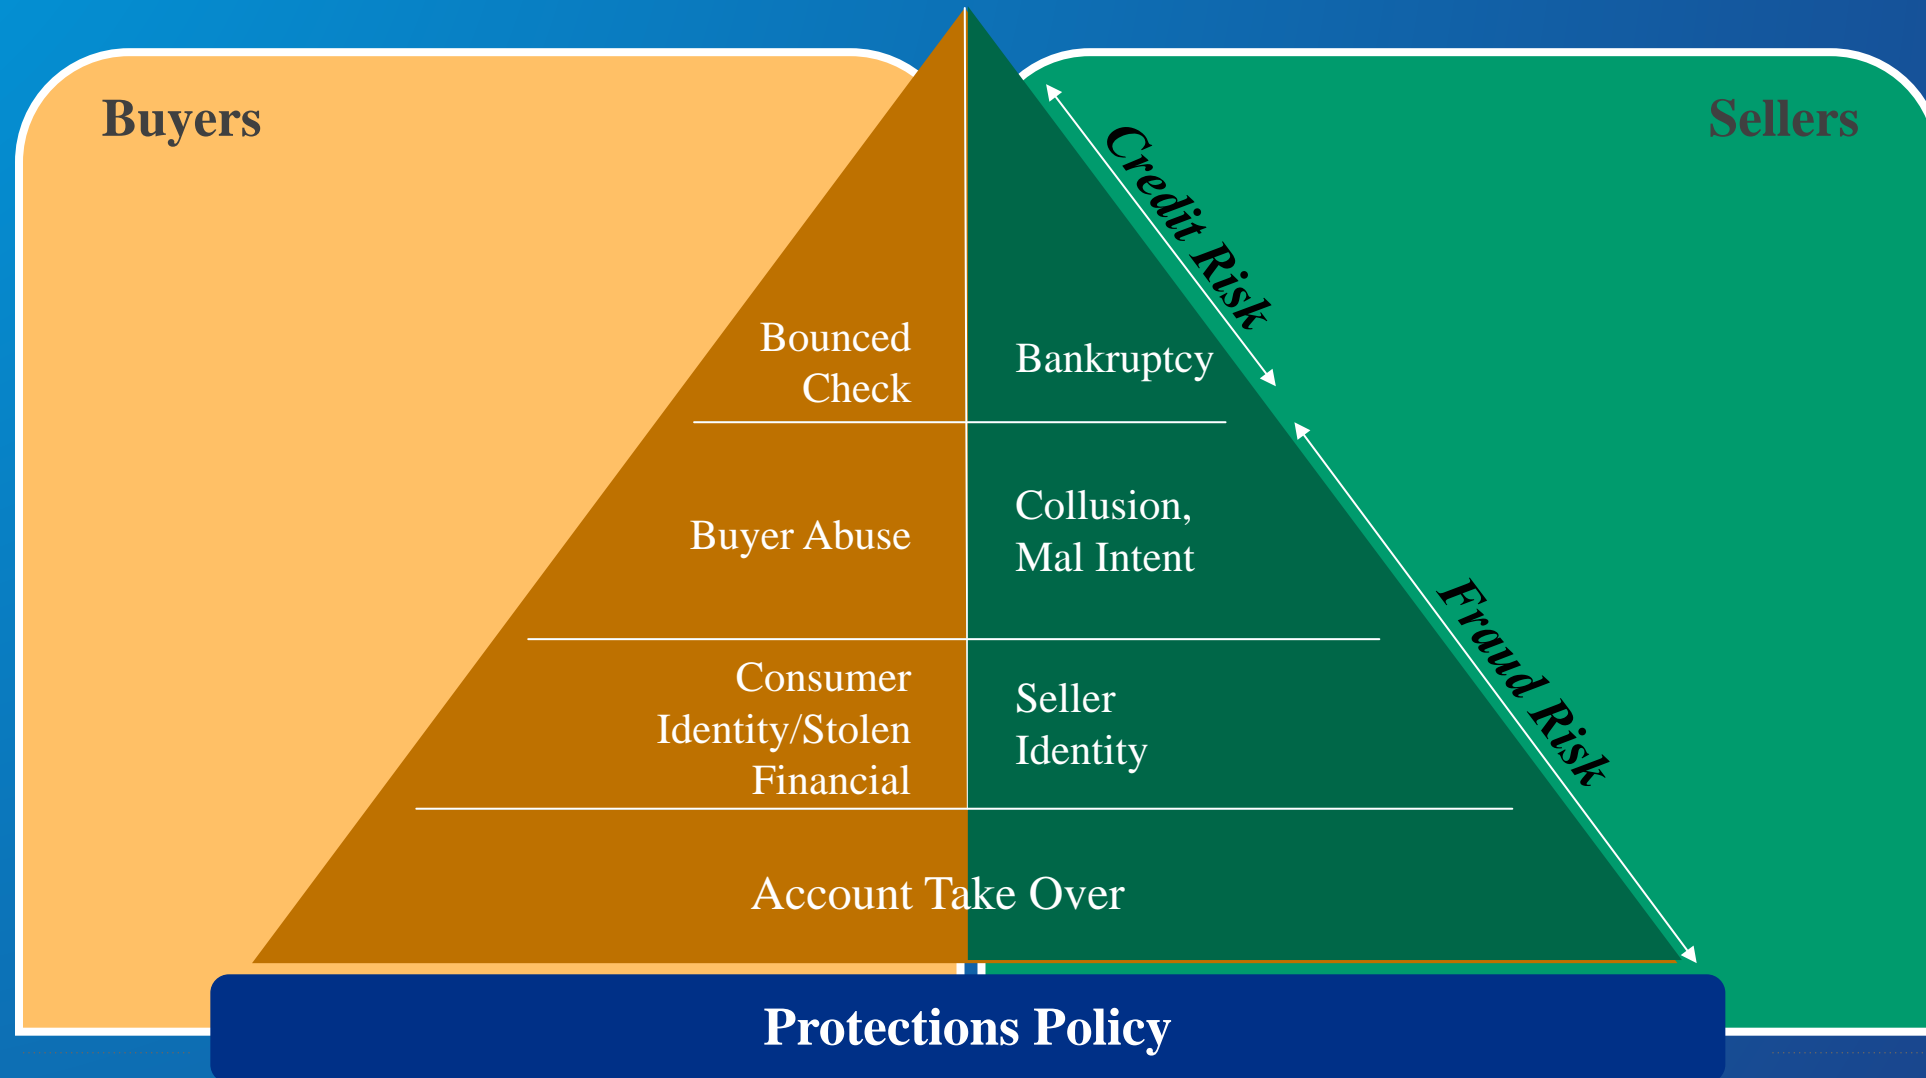 Buyers
Sellers
Credit Risk
Bounced
Check
Bankruptcy
Buyer Abuse
Collusion,
Mal Intent
Fraud Risk
Consumer
Identity/Stolen
Financial
Seller
Identity
Account Take Over
Protections Policy